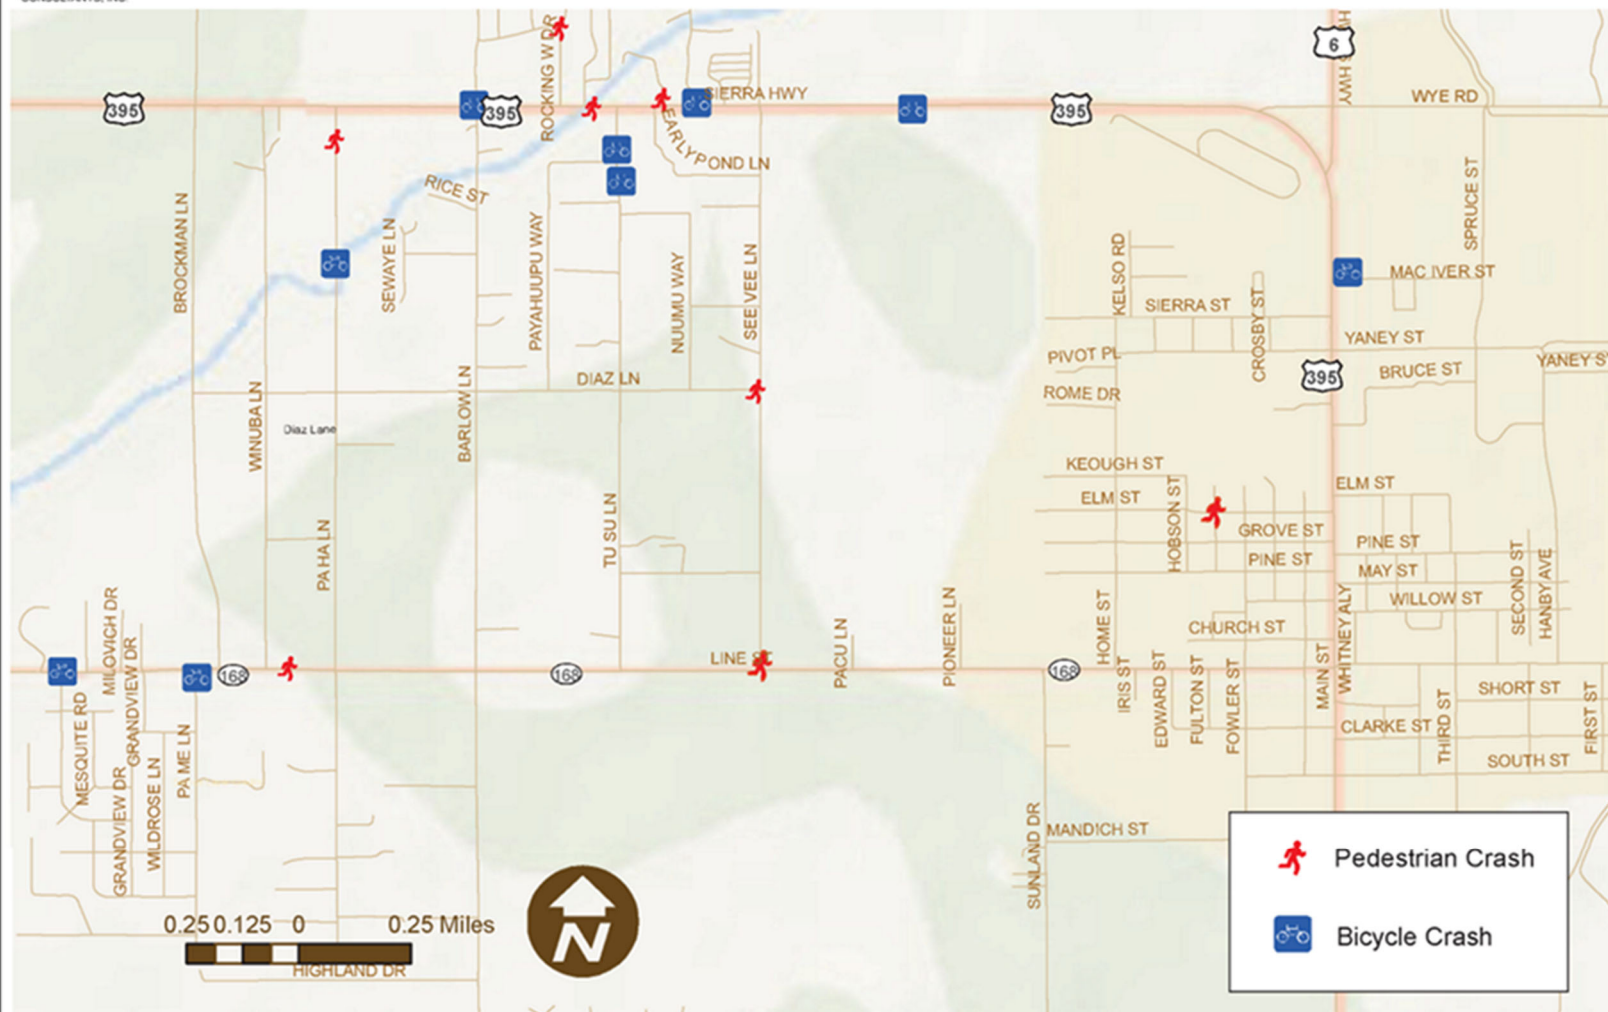 6
HWY 6
ROCKING W DR
395
395
SIERRA HWY
395
WYE RD
EARLYPOND LN
RICE ST
BROCKMAN LN
SEWAYE LN
PAYAHUUPU WAY
NUUMU WAY
SEE VEE LN
KELSO RD
SPRUCE ST
MAC IVER ST
SIERRA ST
CROSBY ST
YANEY ST
YANEY ST
PIVOT PL
395
BRUCE ST
DIAZ LN
ROME DR
WINUBA LN
Diaz Lane
BARLOW LN
KEOUGH ST
ELM ST
ELM ST
HOBSON ST
PA HA LN
TU SU LN
GROVE ST
PINE ST
PINE ST
MAY ST
SECOND ST
HANBY AVE
WILLOW ST
MILOVICH DR
GRANDVIEW DR
PACU LN
PIONEER LN
HOME ST
CHURCH ST
WHITNEY ALY
LINE ST
168
168
168
MESQUITE RD
PA ME LN
IRIS ST
EDWARD ST
FULTON ST
FOWLER ST
MAIN ST
SHORT ST
CLARKE ST
THIRD ST
FIRST ST
SOUTH ST
GRANDVIEW DR
WILDROSE LN
SUNLAND DR
MANDICH ST
Pedestrian Crash
Bicycle Crash
0.25 0.125 0 0.25 Miles
N
HIGHLAND DR